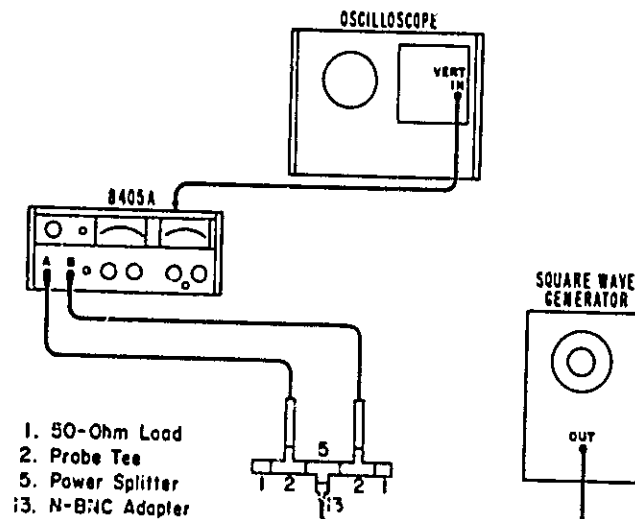 OSCILLOSCOPE
VERT
IN
8405A
A B
SQUARE WAVE
GENERATOR
OUT
1. 50-Ohm Load
2. Probe Tee
5. Power Splitter
13. N-BNC Adapter
5
1 2 2 1
13